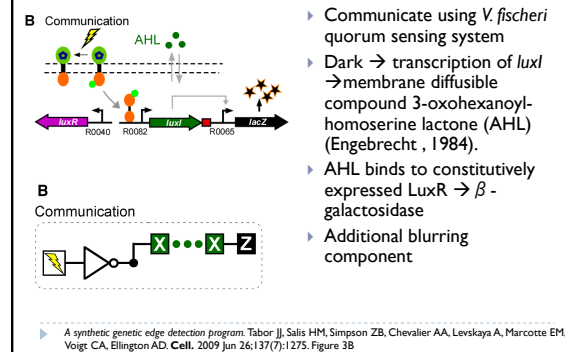 B Communication
AHL
luxR
luxI
lacZ
R0040
R0082
R0065
B
Communication
X
X
Z
Communicate using V. fischeri
quorum sensing system
Dark → transcription of luxI
→membrane diffusible
compound 3-oxohexanoyl-
homoserine lactone (AHL)
(Engebrecht , 1984).
AHL binds to constitutively
expressed LuxR → β -
galactosidase
Additional blurring
component
A synthetic genetic edge detection program. Tabor JJ, Salis HM, Simpson ZB, Chevalier AA, Levskaya A, Marcotte EM,
Voigt CA, Ellington AD. Cell. 2009 Jun 26;137(7):1275. Figure 3B